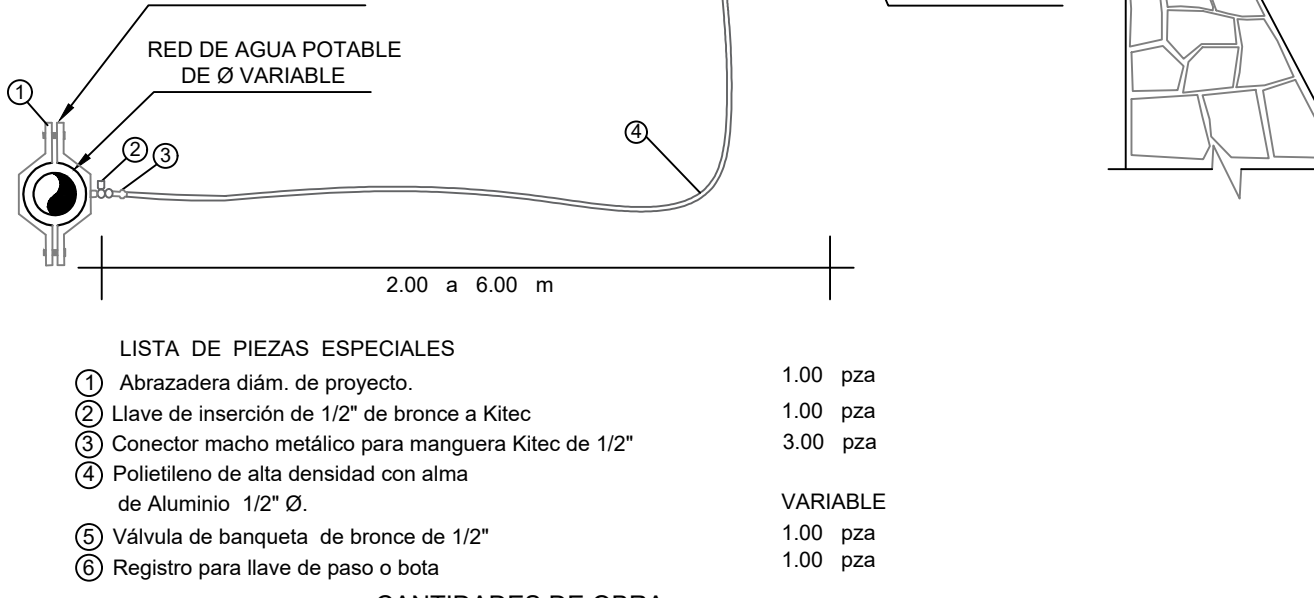 RED DE AGUA POTABLE
DE Ø VARIABLE
1
2
3
4
2.00 a 6.00 m
LISTA DE PIEZAS ESPECIALES
1 Abrazadera diám. de proyecto. 1.00 pza
2 Llave de inserción de 1/2" de bronce a Kitec 1.00 pza
3 Conector macho metálico para manguera Kitec de 1/2" 3.00 pza
4 Polietileno de alta densidad con alma
de Aluminio 1/2" Ø. VARIABLE
5 Válvula de banqueta de bronce de 1/2" 1.00 pza
6 Registro para llave de paso o bota 1.00 pza
CANTIDADES DE OBRA